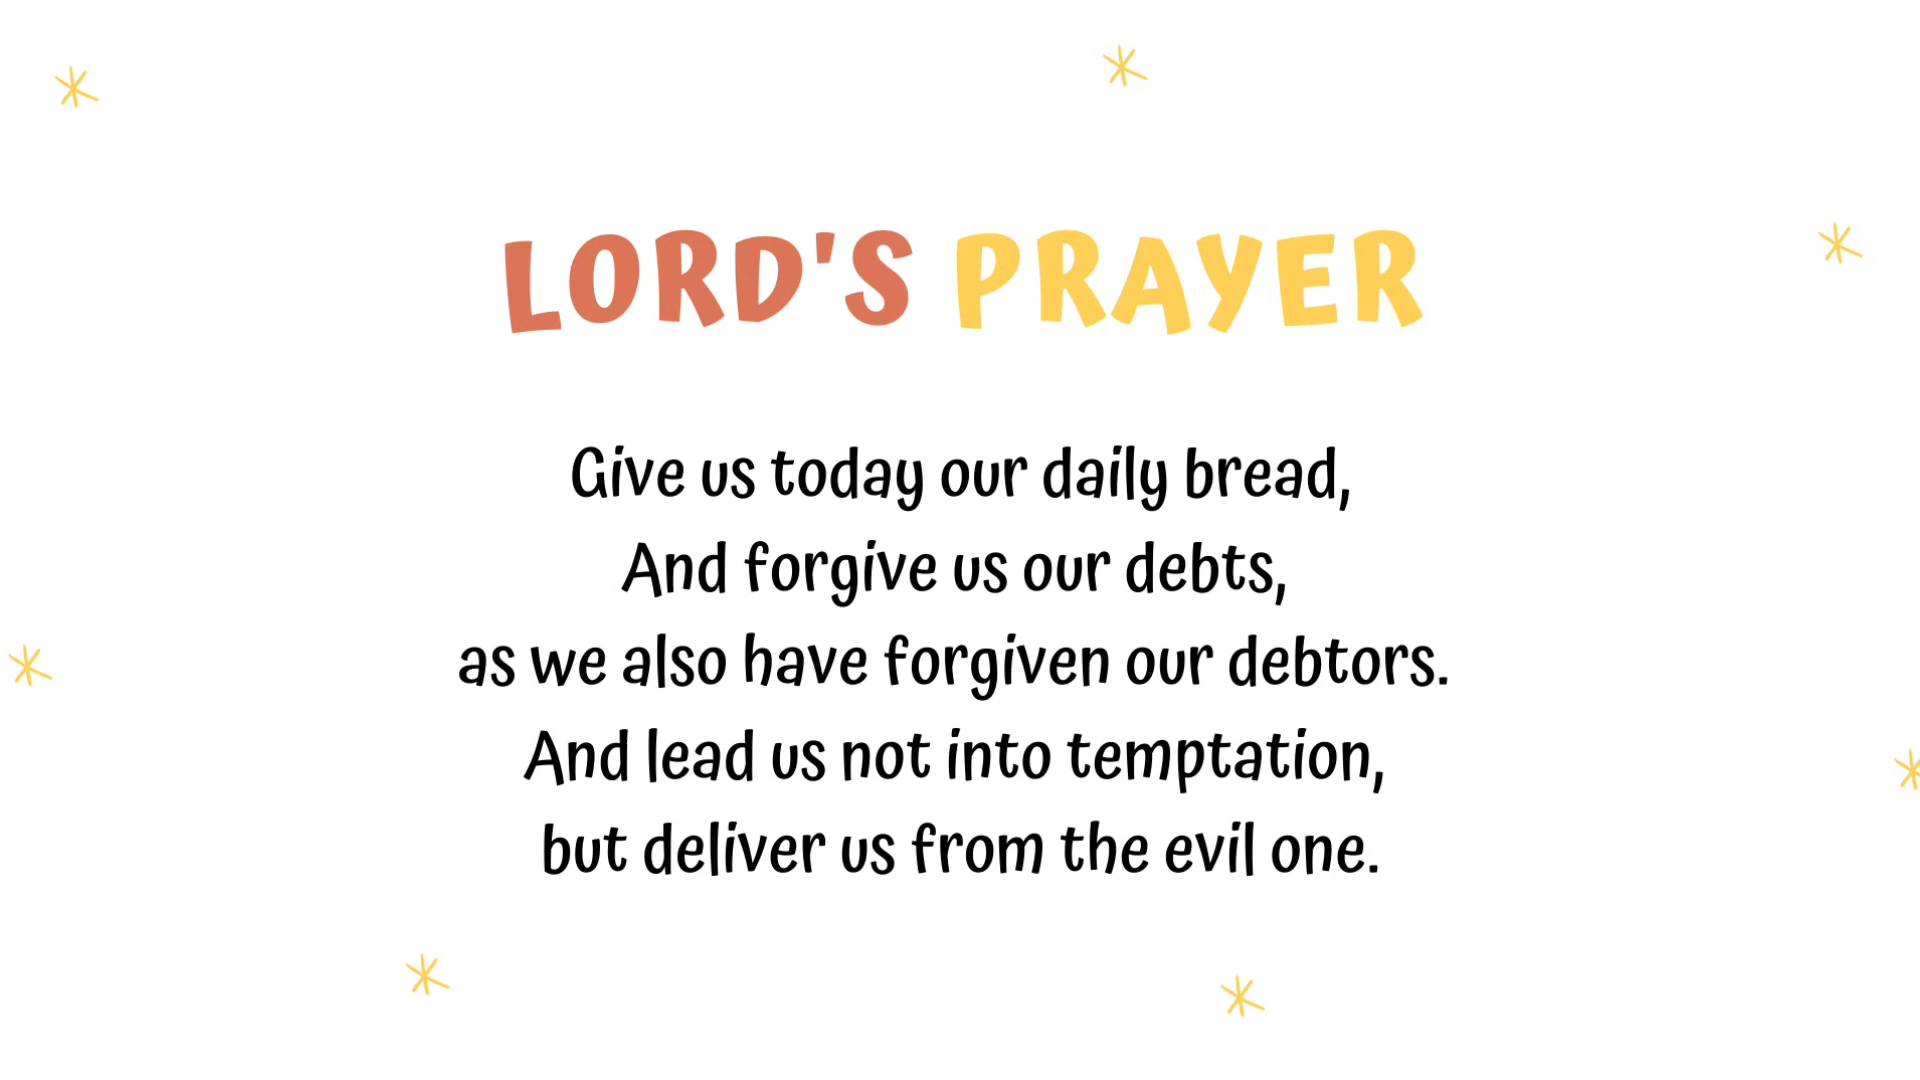 LORD'S PRAYER
Give us today our daily bread,
And forgive us our debts,
as we also have forgiven our debtors.
And lead us not into temptation,
but deliver us from the evil one.